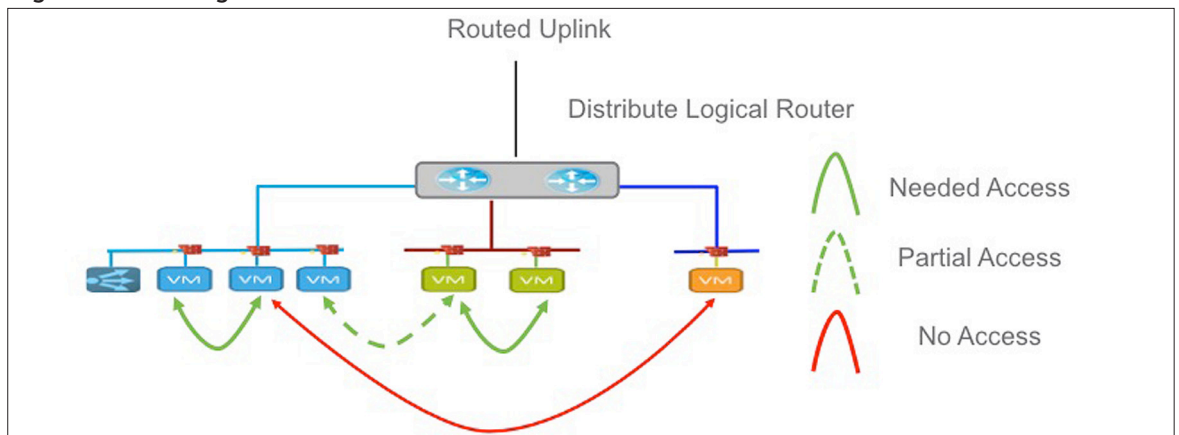 Routed Uplink
Distribute Logical Router
Needed Access
Partial Access
No Access
VM
VM
VM
VM
VM
VM